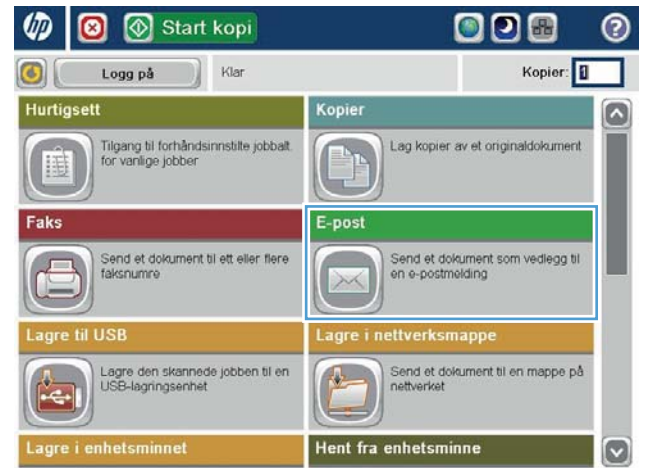 hp Start kopi ?
Logg på Klar Kopier: 1
Hurtigsett
Tilgang til forhåndsinnstilte jobbalt.
for vanlige jobber
Kopier
Lag kopier av et originaldokument
Faks
Send et dokument til ett eller flere
faksnumre
E-post
Send et dokument som vedlegg til
en e-postmelding
Lagre til USB
Lagre den skannede jobben til en
USB-lagringsenhet
Lagre i nettverksmappe
Send et dokument til en mappe på
nettverket
Lagre i enhetsminnet
Hent fra enhetsminne